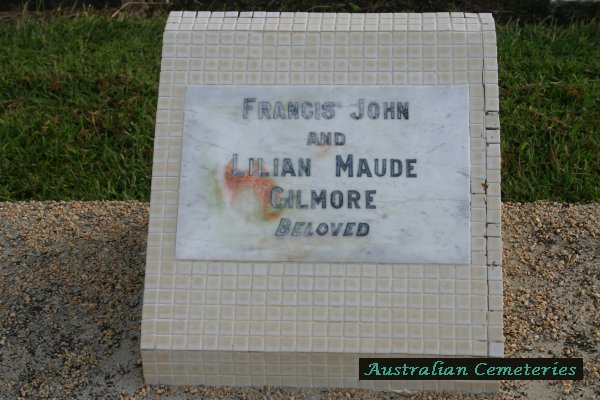 Francis John
and
Lilian Maude
Gilmore
Beloved
Australian Cemeteries